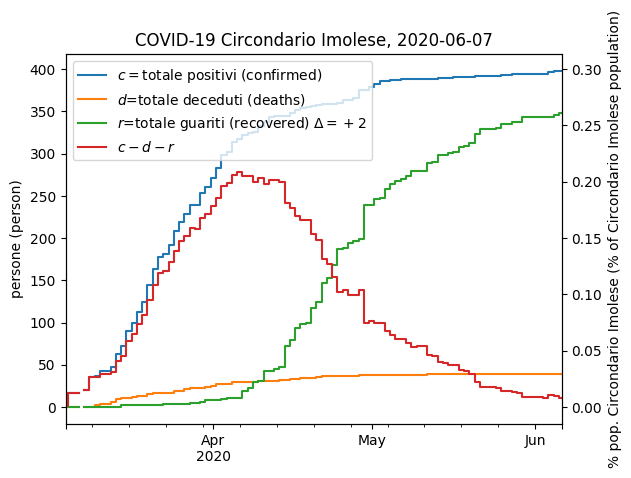 COVID-19 Circondario Imolese, 2020-06-07
c = totale positivi (confirmed)
d=totale deceduti (deaths)
r=totale guariti (recovered) Δ = +2
c − d − r
persone (person)
400
350
300
250
200
150
100
50
0
0.30
0.25
0.20
0.15
0.10
0.05
0.00
% pop. Circondario Imolese (% of Circondario Imolese population)
Apr
2020
May
Jun